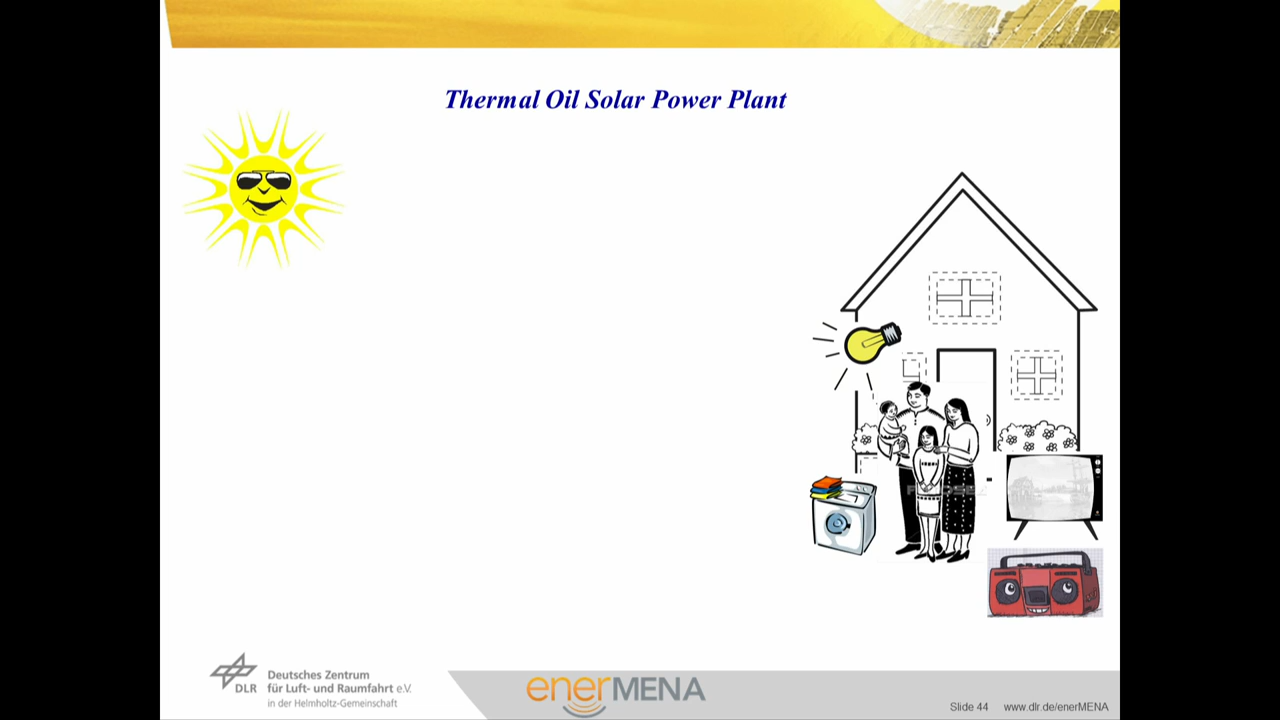 Thermal Oil Solar Power Plant
DLR
Deutsches Zentrum
für Luft- und Raumfahrt e.V.
in der Helmholtz-Gemeinschaft
enerMENA
Slide 44 www.dlr.de/enerMENA